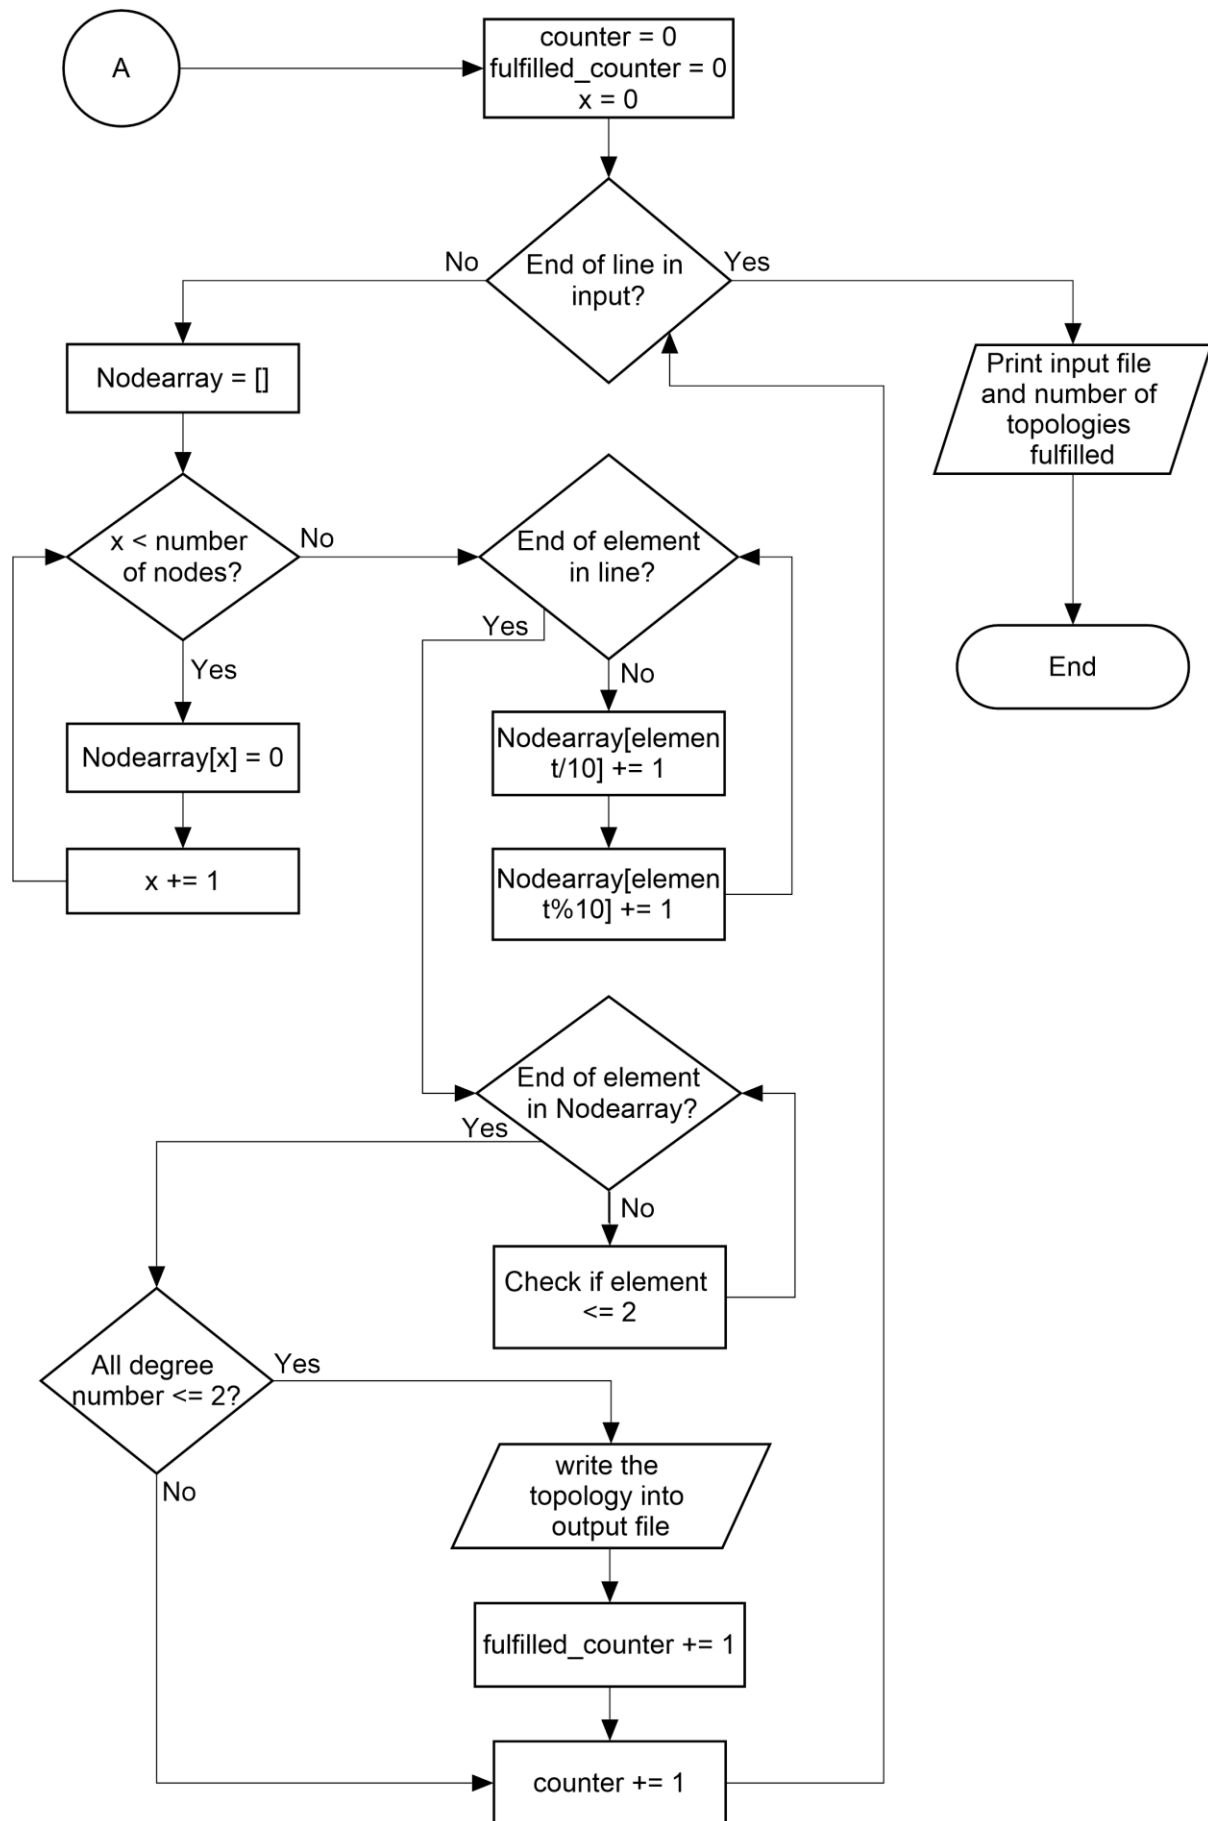 A
counter = 0
fulfilled_counter = 0
x = 0
End of line in
input?
No
Yes
Nodearray = []
Print input file
and number of
topologies
fulfilled
x < number
of nodes?
No
Yes
End of element
in line?
Yes
No
End
Nodearray[x] = 0
x += 1
Nodearray[elemen
t/10] += 1
Nodearray[elemen
t%10] += 1
End of element
in Nodearray?
Yes
No
Check if element
<= 2
All degree
number <= 2?
Yes
No
write the
topology into
output file
fulfilled_counter += 1
counter += 1